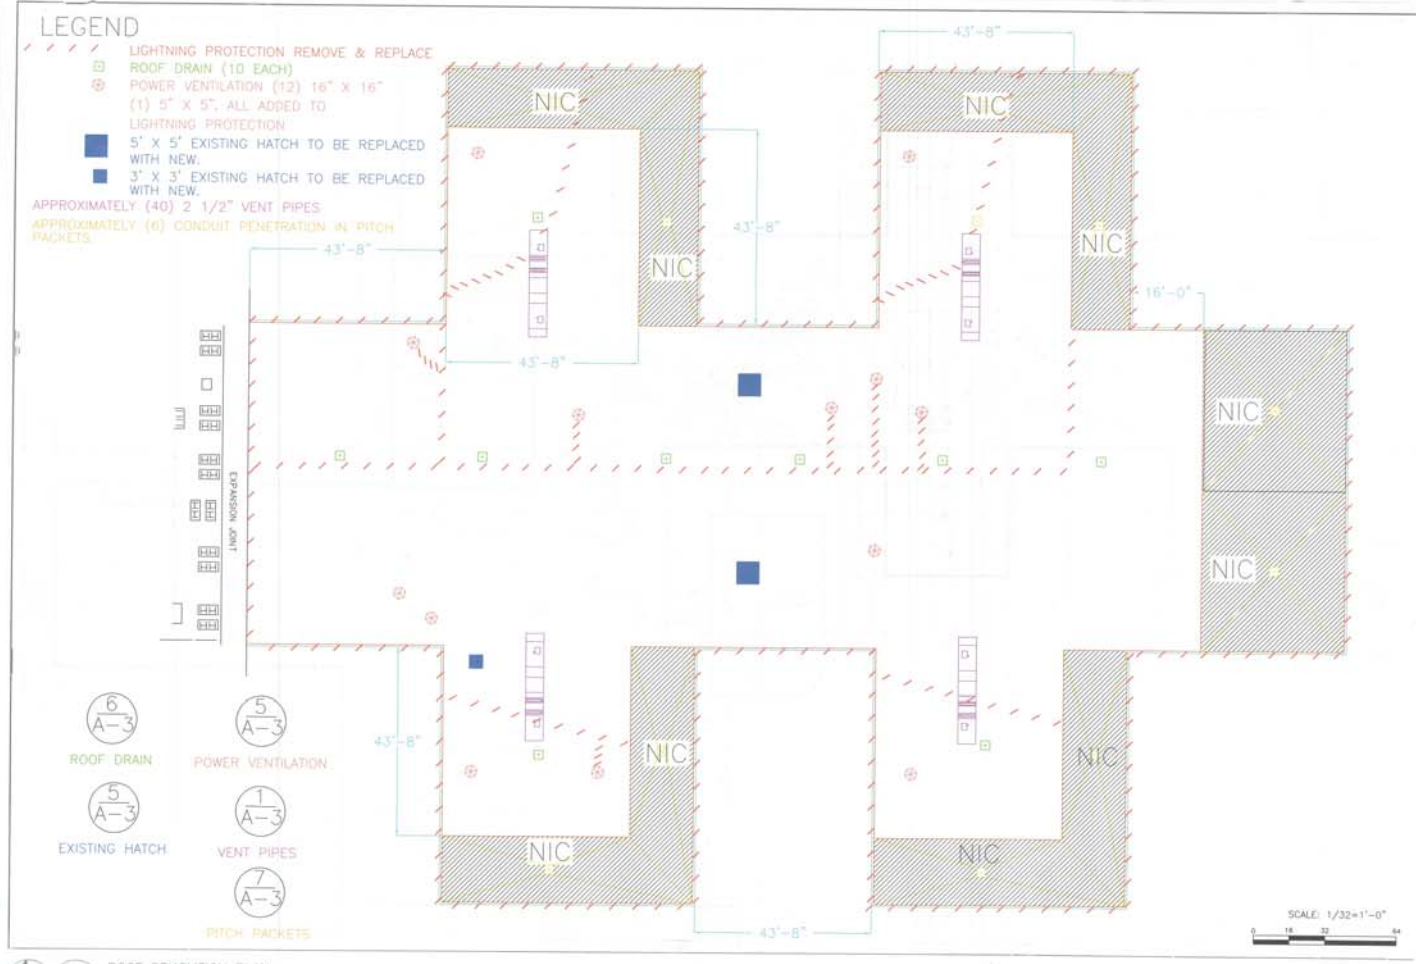 LEGEND
LIGHTNING PROTECTION REMOVE & REPLACE
ROOF DRAIN (10 EACH)
POWER VENTILATION (12) 16" X 16"
(1) 5" X 5", ALL ADDED TO
LIGHTNING PROTECTION
5' X 5' EXISTING HATCH TO BE REPLACED
WITH NEW.
3' X 3' EXISTING HATCH TO BE REPLACED
WITH NEW.
APPROXIMATELY (40) 2 1/2" VENT PIPES
APPROXIMATELY (6) CONDUIT PENETRATION IN PITCH
PACKETS
43'-8"
43'-8"
NIC
NIC
43'-8"
NIC
NIC
43'-8"
16'-0"
43'-8"
NIC
EXPANSION JOINT
NIC
43'-8"
NIC
NIC
NIC
NIC
43'-8"
6
A-3
ROOF DRAIN
5
A-3
POWER VENTILATION
5
A-3
EXISTING HATCH
1
A-3
VENT PIPES
7
A-3
PITCH PACKETS
SCALE: 1/32=1'-0"
0 16 32 64